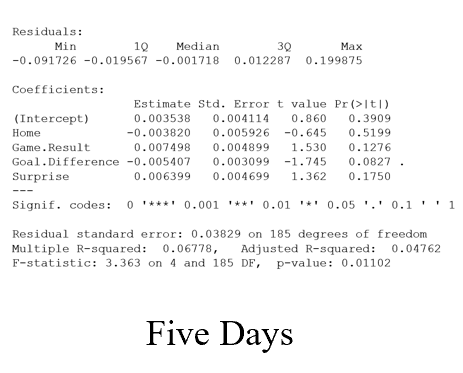 Residuals:
Min 1Q Median 3Q Max
-0.091726 -0.019567 -0.001718 0.012287 0.199875
Coefficients:
Estimate Std. Error t value Pr(>|t|)
(Intercept) 0.003538 0.004114 0.860 0.3909
Home -0.003820 0.005926 -0.645 0.5199
Game.Result 0.007498 0.004899 1.530 0.1276
Goal.Difference -0.005407 0.003099 -1.745 0.0827 .
Surprise 0.006399 0.004699 1.362 0.1750
---
Signif. codes: 0 '***' 0.001 '**' 0.01 '*' 0.05 '.' 0.1 ' ' 1
Residual standard error: 0.03829 on 185 degrees of freedom
Multiple R-squared: 0.06778, Adjusted R-squared: 0.04762
F-statistic: 3.363 on 4 and 185 DF, p-value: 0.01102
Five Days